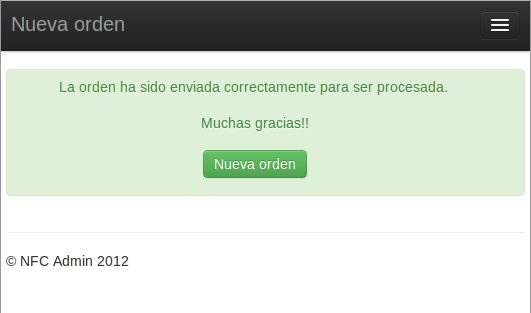 Nueva orden
La orden ha sido enviada correctamente para ser procesada.
Muchas gracias!!
Nueva orden
© NFC Admin 2012